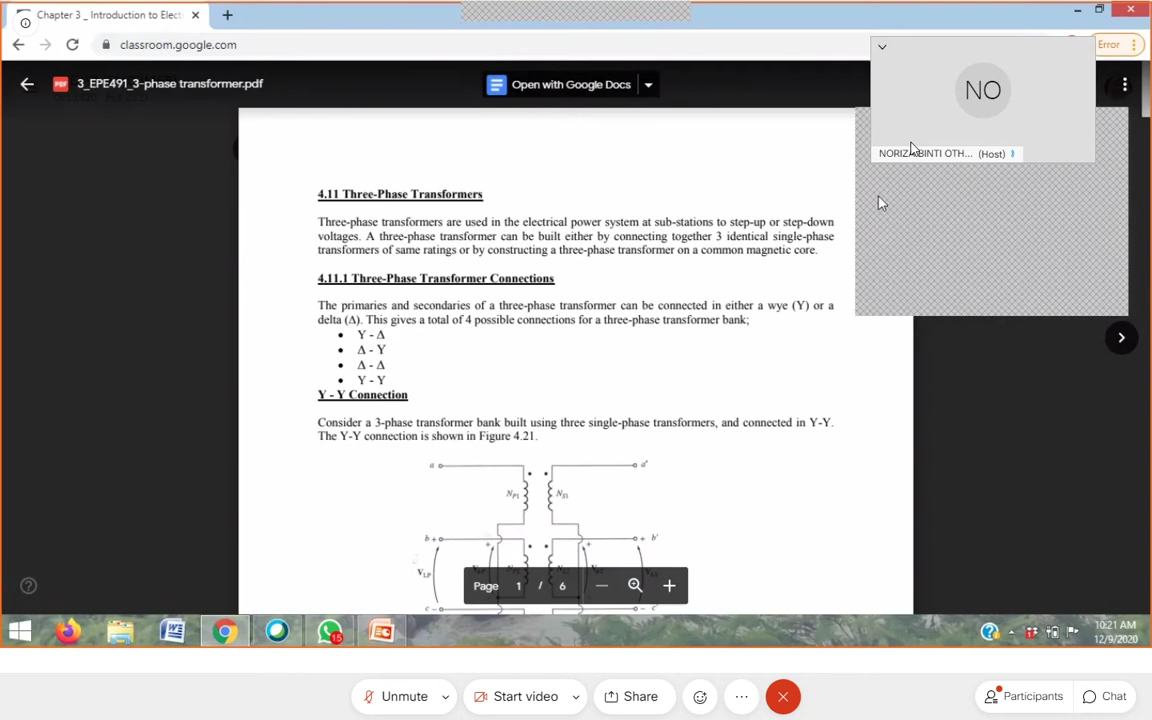 Chapter 3 _ Introduction to Elect
classroom.google.com
Error
3_EPE491_3-phase transformer.pdf
Open with Google Docs
NO
(Host)
4.11 Three-Phase Transformers
Three-phase transformers are used in the electrical power system at sub-stations to step-up or step-down
voltages. A three-phase transformer can be built either by connecting together 3 identical single-phase
transformers of same ratings or by constructing a three-phase transformer on a common magnetic core.
4.11.1 Three-Phase Transformer Connections
The primaries and secondaries of a three-phase transformer can be connected in either a wye (Y) or a
delta (Δ). This gives a total of 4 possible connections for a three-phase transformer bank;
• Y - Δ
• Δ - Y
• Δ - Δ
• Y - Y
Y - Y Connection
Consider a 3-phase transformer bank built using three single-phase transformers, and connected in Y-Y.
The Y-Y connection is shown in Figure 4.21.
a a'
NP1 NS1
b + + b'
+ +
VLP
Page 1 / 6
c - - c'
15
10:21 AM
12/9/2020
Unmute Start video Share Participants Chat